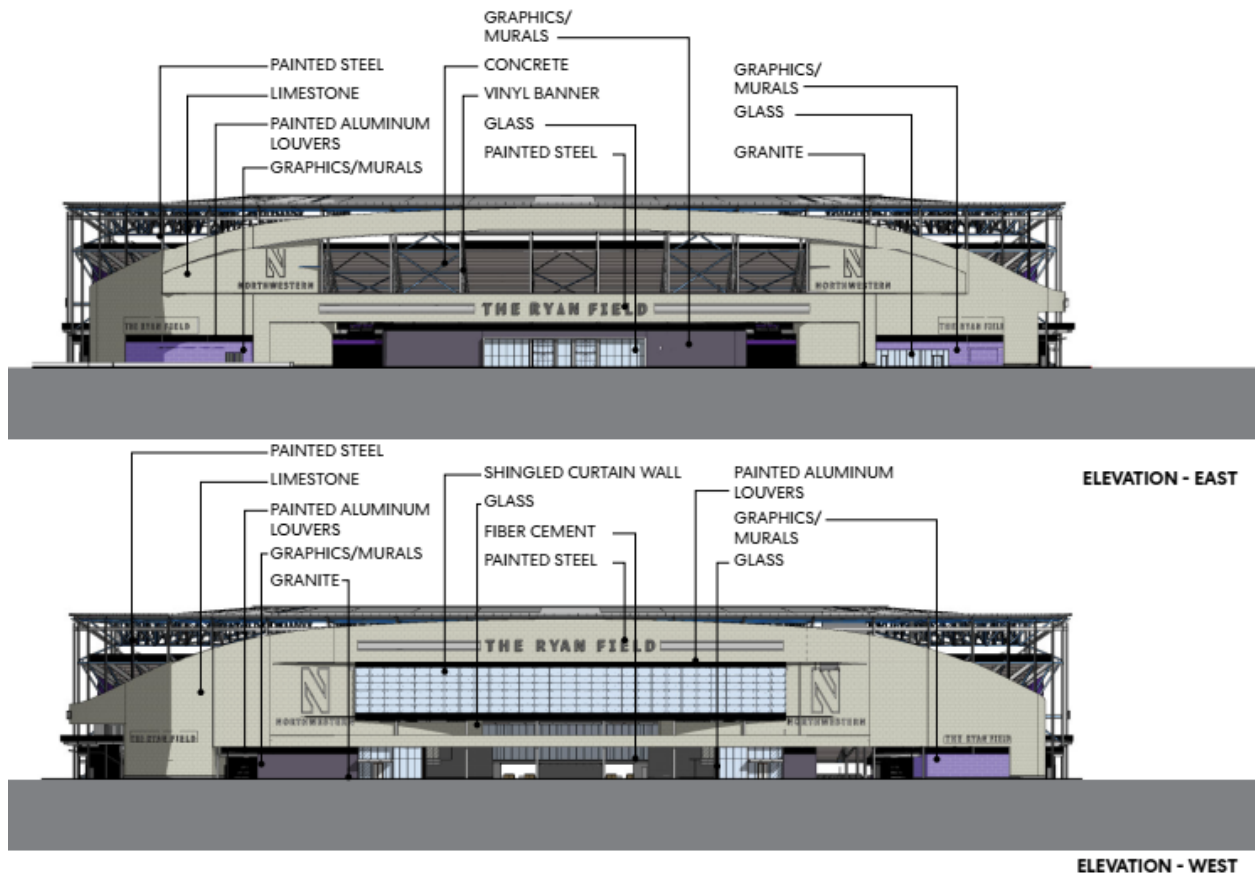 GRAPHICS/
MURALS
PAINTED STEEL
CONCRETE
GRAPHICS/
MURALS
LIMESTONE
VINYL BANNER
PAINTED ALUMINUM
LOUVERS
GLASS
GLASS
GRAPHICS/MURALS
PAINTED STEEL
GRANITE
N
NORTHWESTERN
N
NORTHWESTERN
THE RYAN FIELD
THE RYAN FIELD
THE RYAN FIELD
PAINTED STEEL
LIMESTONE
PAINTED ALUMINUM
LOUVERS
GRAPHICS/MURALS
GRANITE
SHINGLED CURTAIN WALL
GLASS
FIBER CEMENT
PAINTED STEEL
PAINTED ALUMINUM
LOUVERS
GRAPHICS/
MURALS
GLASS
ELEVATION - EAST
THE RYAN FIELD
N
NORTHWESTERN
N
NORTHWESTERN
THE RYAN FIELD
THE RYAN FIELD
ELEVATION - WEST